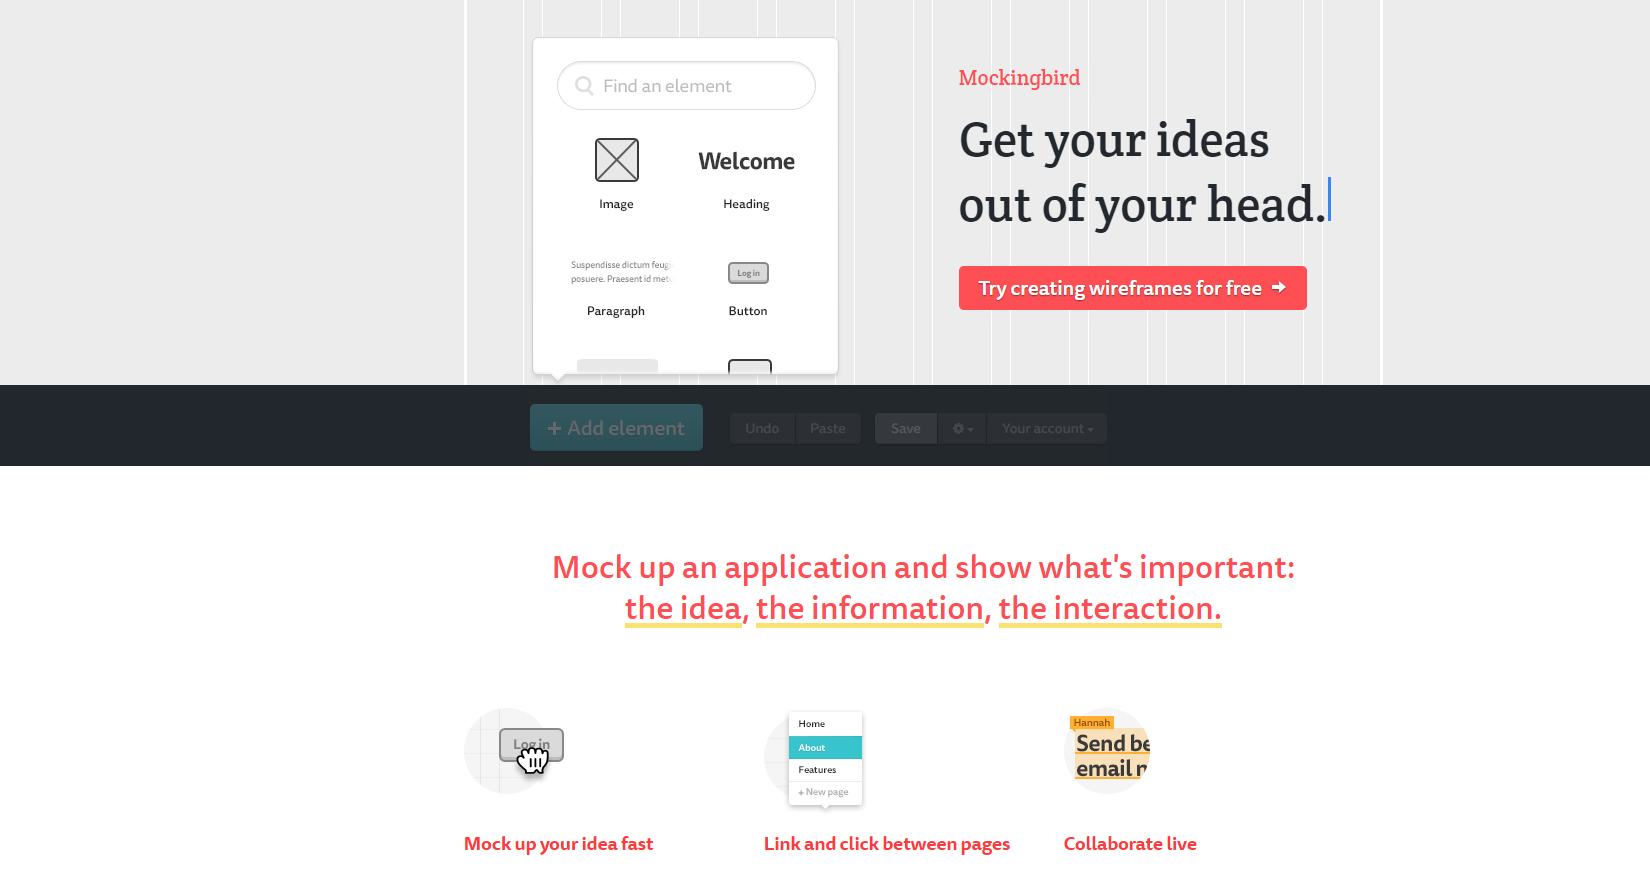 Find an element
Welcome
Image
Heading
Suspendisse dictum
posuere. Praesent id
Log in
Paragraph
Button
Mockingbird
Get your ideas
out of your head.
Try creating wireframes for free
+ Add element
Undo
Paste
Save
Your account
Mock up an application and show what's important:
the idea, the information, the interaction.
Log in
Mock up your idea fast
Home
About
Features
+ New page
Link and click between pages
Hannah
Send be
email
Collaborate live